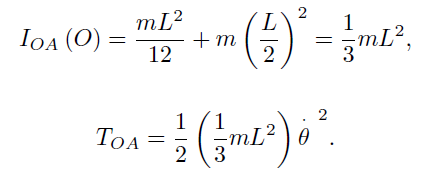 I_{OA}(O) = \frac{mL^2}{12} + m\left(\frac{L}{2}\right)^2 = \frac{1}{3}mL^2,
T_{OA} = \frac{1}{2}\left(\frac{1}{3}mL^2\right)\dot{\theta}^2.